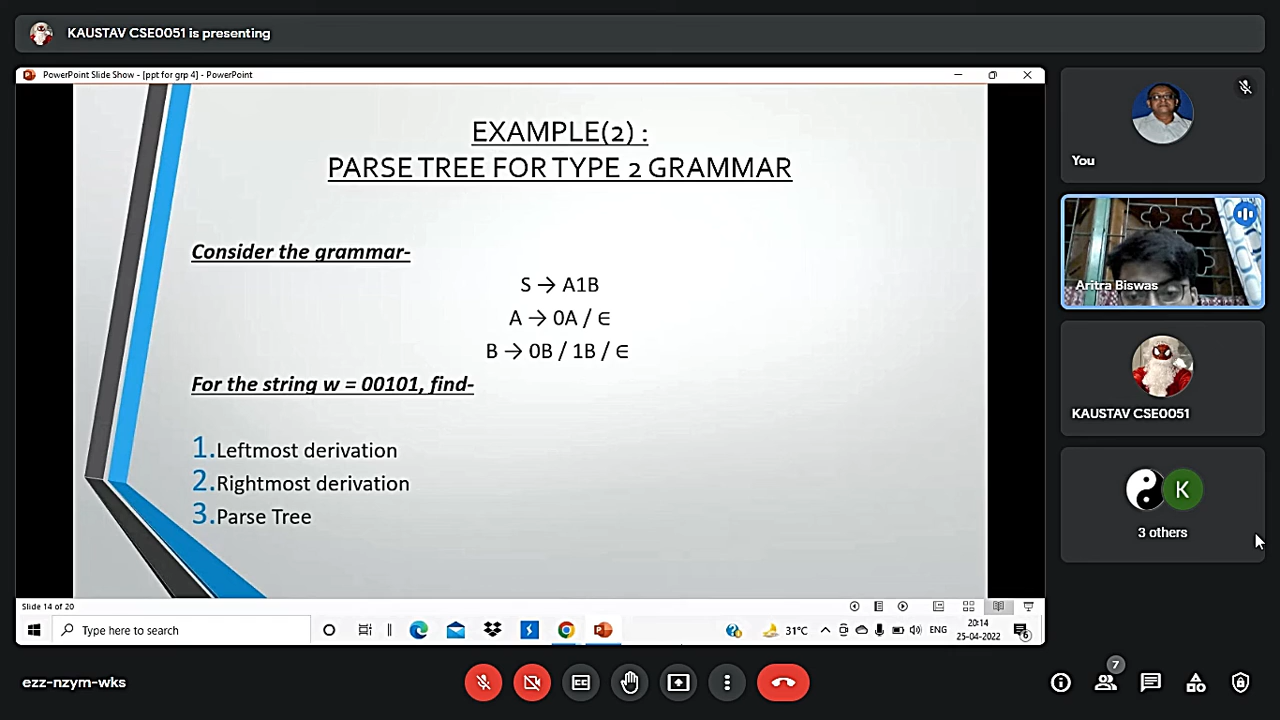 KAUSTAV CSE0051 is presenting
PowerPoint Slide Show - [ppt for grp 4] - PowerPoint
EXAMPLE(2) :
PARSE TREE FOR TYPE 2 GRAMMAR
Consider the grammar-
S → A1B
A → 0A / ∈
B → 0B / 1B / ∈
For the string w = 00101, find-
1.Leftmost derivation
2.Rightmost derivation
3.Parse Tree
Slide 14 of 20
Type here to search
31°C
ENG
20:14
25-04-2022
6
You
Aritra Biswas
KAUSTAV CSE0051
K
3 others
ezz-nzym-wks
CC
7